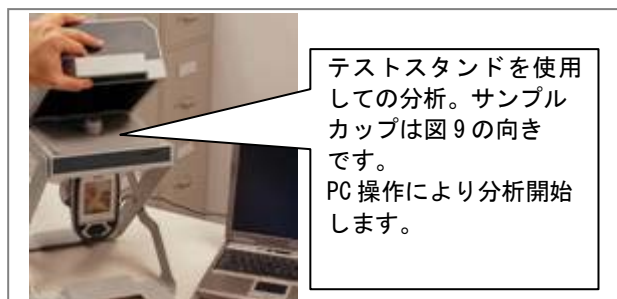 テストスタンドを使用
しての分析。サンプル
カップは図９の向き
です。
PC 操作により分析開始
します。